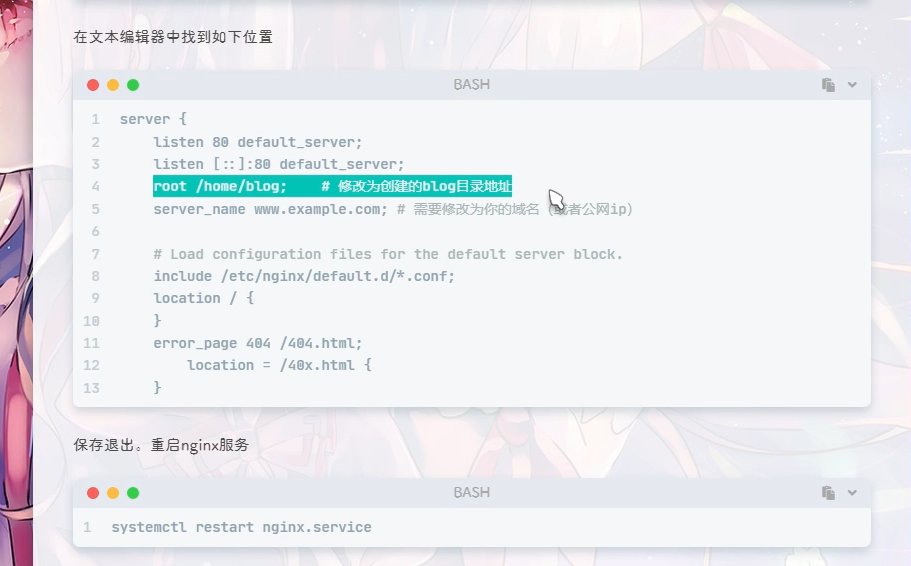 在文本编辑器中找到如下位置
BASH
1 server {
2 listen 80 default_server;
3 listen [::]:80 default_server;
4 root /home/blog; # 修改为创建的blog目录地址
5 server_name www.example.com; # 需要修改为你的域名（或者公网ip）
6
7 # Load configuration files for the default server block.
8 include /etc/nginx/default.d/*.conf;
9 location / {
10 }
11 error_page 404 /404.html;
12 location = /40x.html {
13 }
保存退出。重启nginx服务
BASH
1 systemctl restart nginx.service